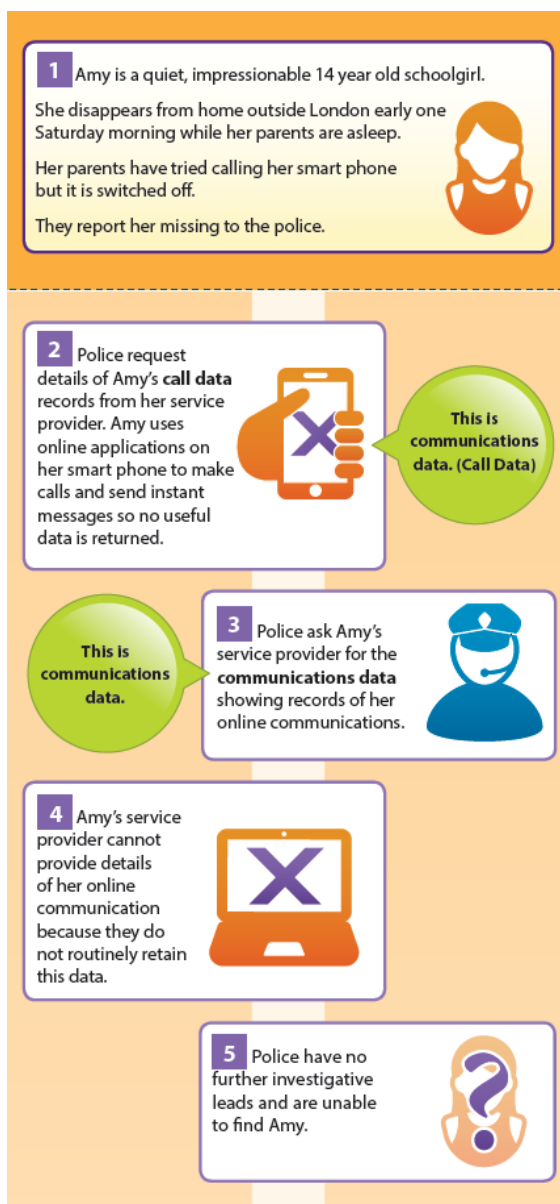 1 Amy is a quiet, impressionable 14 year old schoolgirl.
She disappears from home outside London early one
Saturday morning while her parents are asleep.
Her parents have tried calling her smart phone
but it is switched off.
They report her missing to the police.
2 Police request
details of Amy's call data
records from her service
provider. Amy uses
online applications on
her smart phone to make
calls and send instant
messages so no useful
data is returned.
This is
communications
data. (Call Data)
This is
communications
data.
3 Police ask Amy's
service provider for the
communications data
showing records of her
online communications.
4 Amy's service
provider cannot
provide details
of her online
communication
because they do
not routinely retain
this data.
5 Police have no
further investigative
leads and are unable
to find Amy.